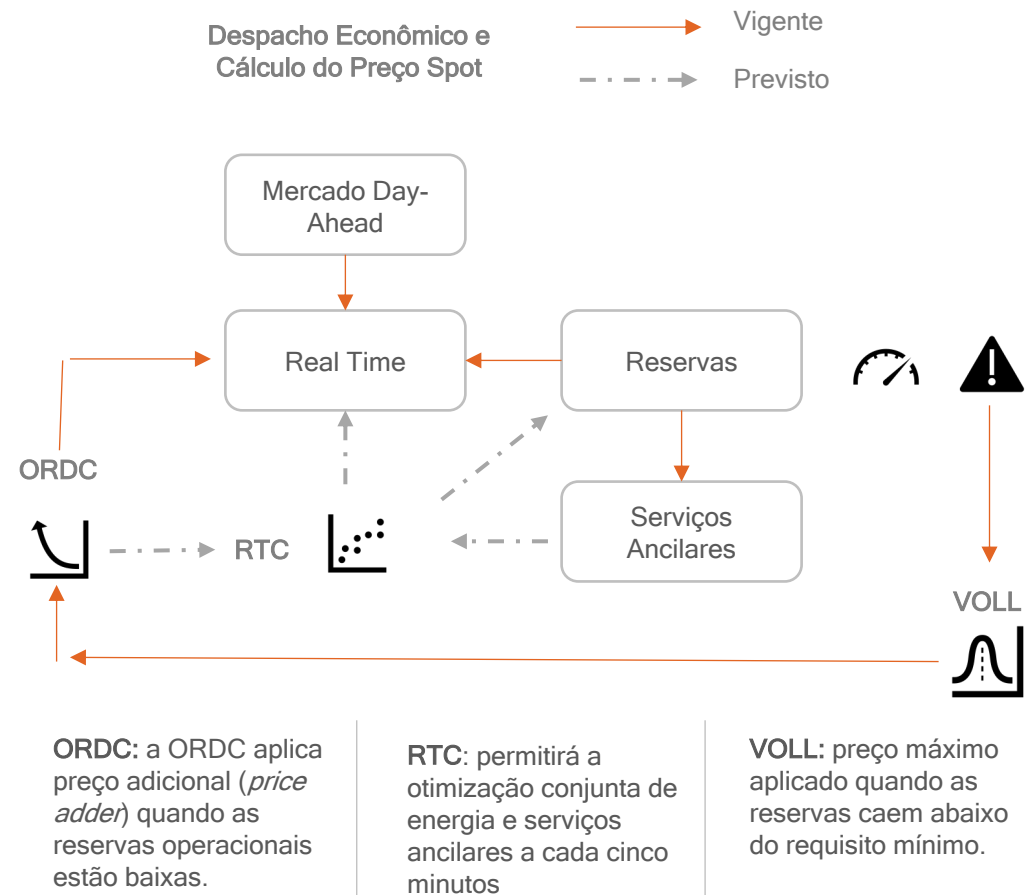 Despacho Econômico e
Cálculo do Preço Spot
Vigente
Previsto
Mercado Day-
Ahead
Real Time
Reservas
ORDC
RTC
Serviços
Ancilares
VOLL
ORDC: a ORDC aplica
preço adicional (price
adder) quando as
reservas operacionais
estão baixas.
RTC: permitirá a
otimização conjunta de
energia e serviços
ancilares a cada cinco
minutos
VOLL: preço máximo
aplicado quando as
reservas caem abaixo
do requisito mínimo.